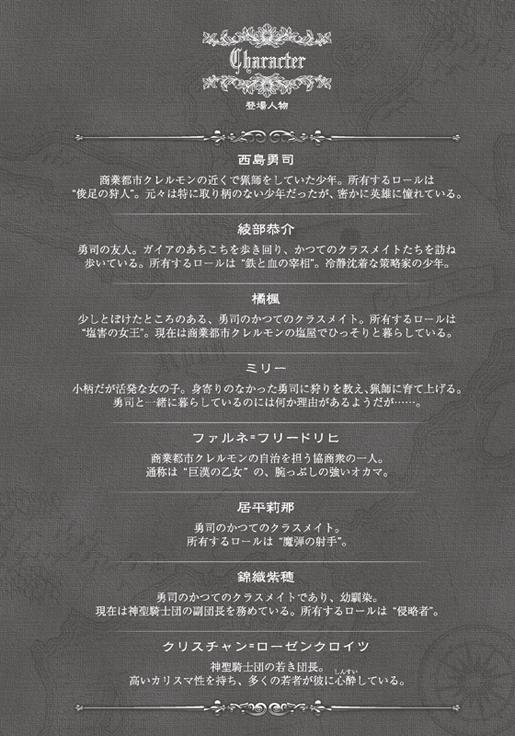 Character
登場人物
西島勇司
商業都市クレルモンの近くで猟師をしていた少年。所有するロールは
“俊足の狩人”。元々は特に取り柄のない少年だったが、密かに英雄に憧れている。
綾部恭介
勇司の友人。ガイアのあちこちを歩き回り、かつてのクラスメイトたちを訪ね
歩いている。所有するロールは“鉄と血の宰相”。冷静沈着な策略家の少年。
橘楓
少しとぼけたところのある、勇司のかつてのクラスメイト。所有するロールは
“塩害の女王”。現在は商業都市クレルモンの塩屋でひっそりと暮らしている。
ミリー
小柄だが活発な女の子。身寄りのなかった勇司に狩りを教え、猟師に育て上げる。
勇司と一緒に暮らしているのには何か理由があるようだが……。
ファルネ=フリードリヒ
商業都市クレルモンの自治を担う協商衆の一人。
通称は“巨漢の乙女”の、腕っぷしの強いオカマ。
居平莉那
勇司のかつてのクラスメイト。
所有するロールは“魔弾の射手”。
錦織紫穂
勇司のかつてのクラスメイトであり、幼馴染。
現在は神聖騎士団の副団長を務めている。所有するロールは“侵略者”。
クリスチャン=ローゼンクロイツ
神聖騎士団の若き団長。
しんすい
高いカリスマ性を持ち、多くの若者が彼に心酔している。